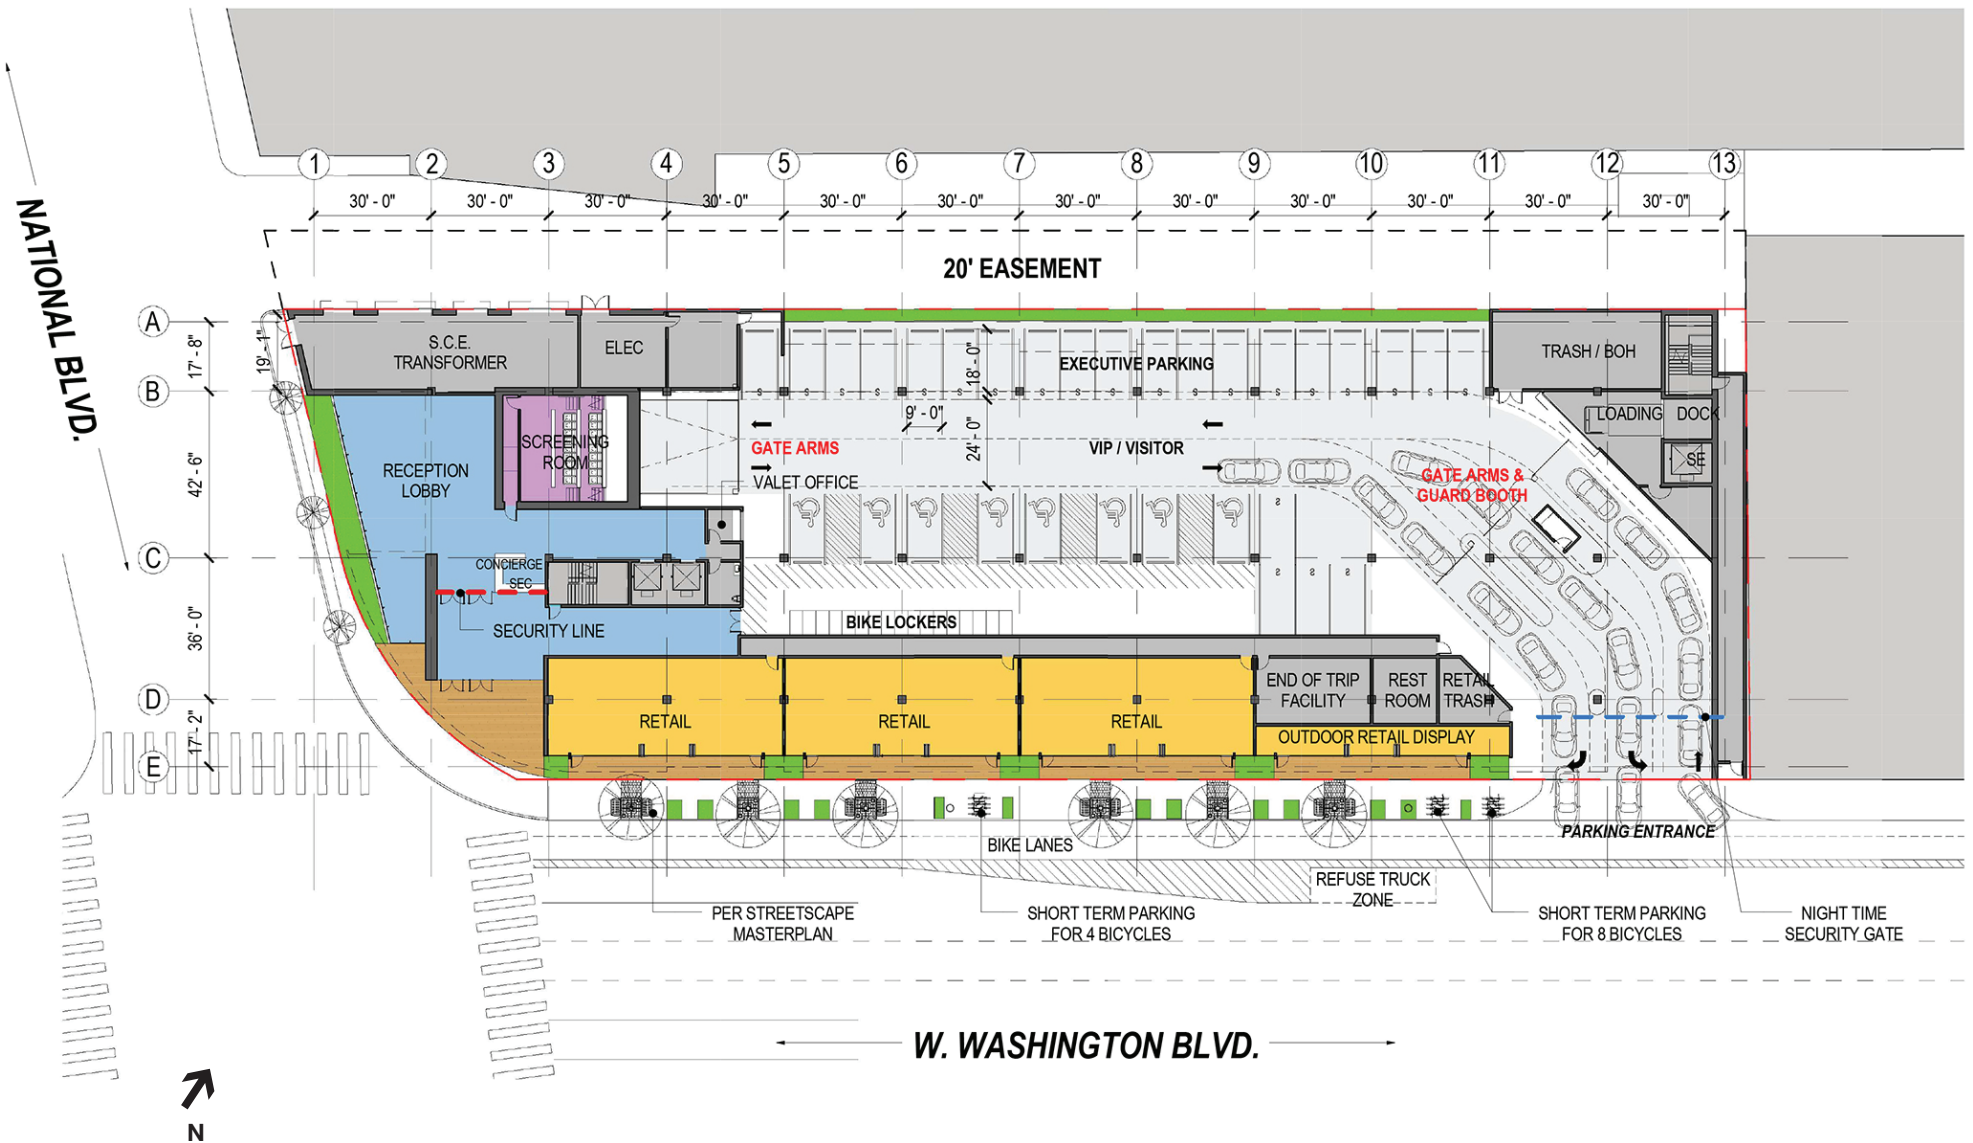 1 2 3 4 5 6 7 8 9 10 11 12 13
30' - 0" 30' - 0" 30' - 0" 30' - 0" 30' - 0" 30' - 0" 30' - 0" 30' - 0" 30' - 0" 30' - 0" 30' - 0" 30' - 0"
NATIONAL BLVD.
20' EASEMENT
A
B
C
D
E
17' - 8"
19' - 1"
42' - 6"
36' - 0"
17' - 2"
S.C.E.
TRANSFORMER
ELEC
18' - 0"
EXECUTIVE PARKING
TRASH / BOH
9' - 0"
24' - 0"
LOADING DOCK
SCREENING
ROOM
GATE ARMS
VIP / VISITOR
SE
RECEPTION
LOBBY
VALET OFFICE
GATE ARMS &
GUARD BOOTH
CONCIERGE
SEC
SECURITY LINE
BIKE LOCKERS
RETAIL
RETAIL
RETAIL
END OF TRIP
FACILITY
REST
ROOM
RETAIL
TRASH
OUTDOOR RETAIL DISPLAY
PARKING ENTRANCE
BIKE LANES
REFUSE TRUCK
ZONE
PER STREETSCAPE
MASTERPLAN
SHORT TERM PARKING
FOR 4 BICYCLES
SHORT TERM PARKING
FOR 8 BICYCLES
NIGHT TIME
SECURITY GATE
W. WASHINGTON BLVD.
N